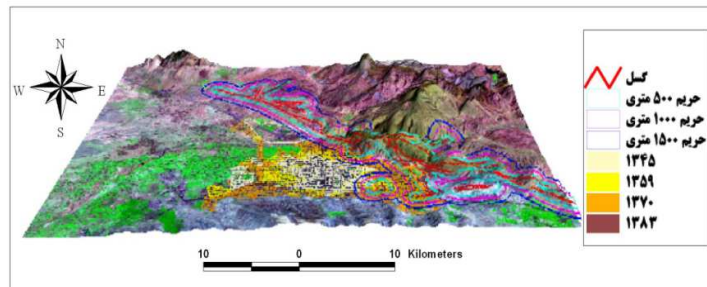 N
W E
S
گسل
حریم ۵۰۰ متری
حریم ۱۰۰۰ متری
حریم ۱۵۰۰ متری
۱۳۴۵
۱۳۵۹
۱۳۷۰
۱۳۸۳
10 0 10 Kilometers